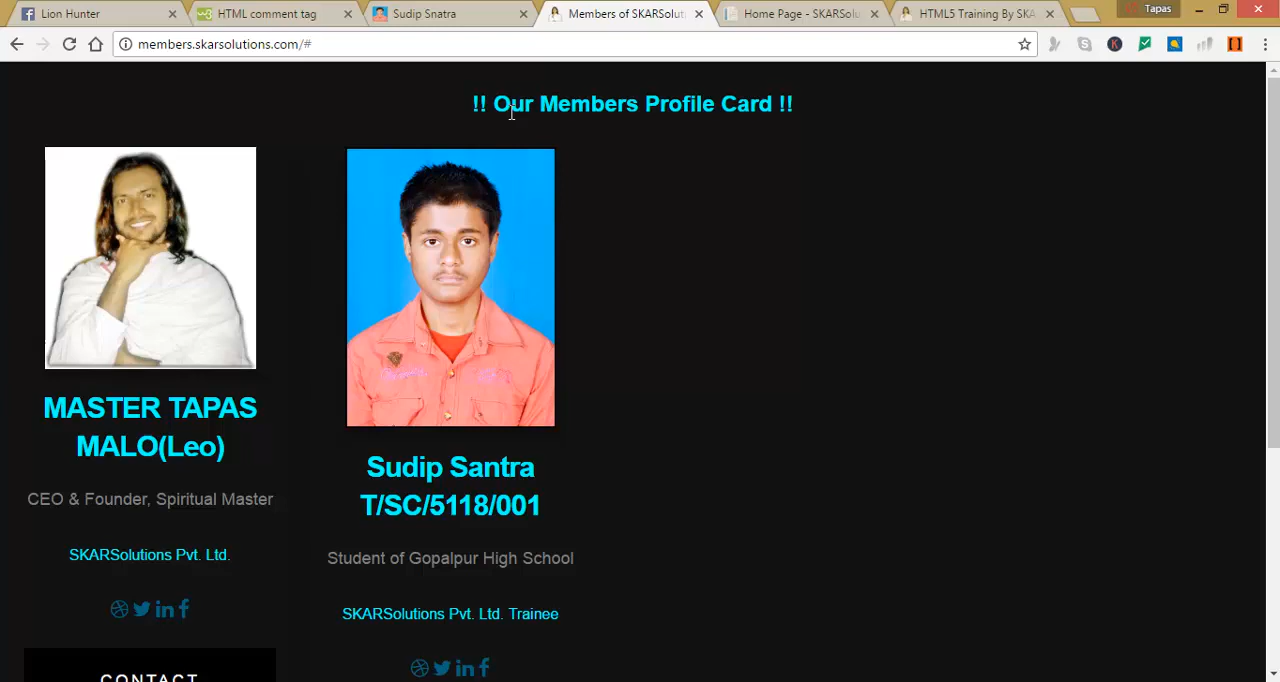 Lion Hunter
HTML comment tag
Sudip Snatra
Members of SKARSolut
Home Page - SKARSolu
HTML5 Training By SKA
Tapas
members.skarsolutions.com/#
!! Our Members Profile Card !!
MASTER TAPAS
MALO(Leo)
CEO & Founder, Spiritual Master
SKARSolutions Pvt. Ltd.
CONTACT
Sudip Santra
T/SC/5118/001
Student of Gopalpur High School
SKARSolutions Pvt. Ltd. Trainee